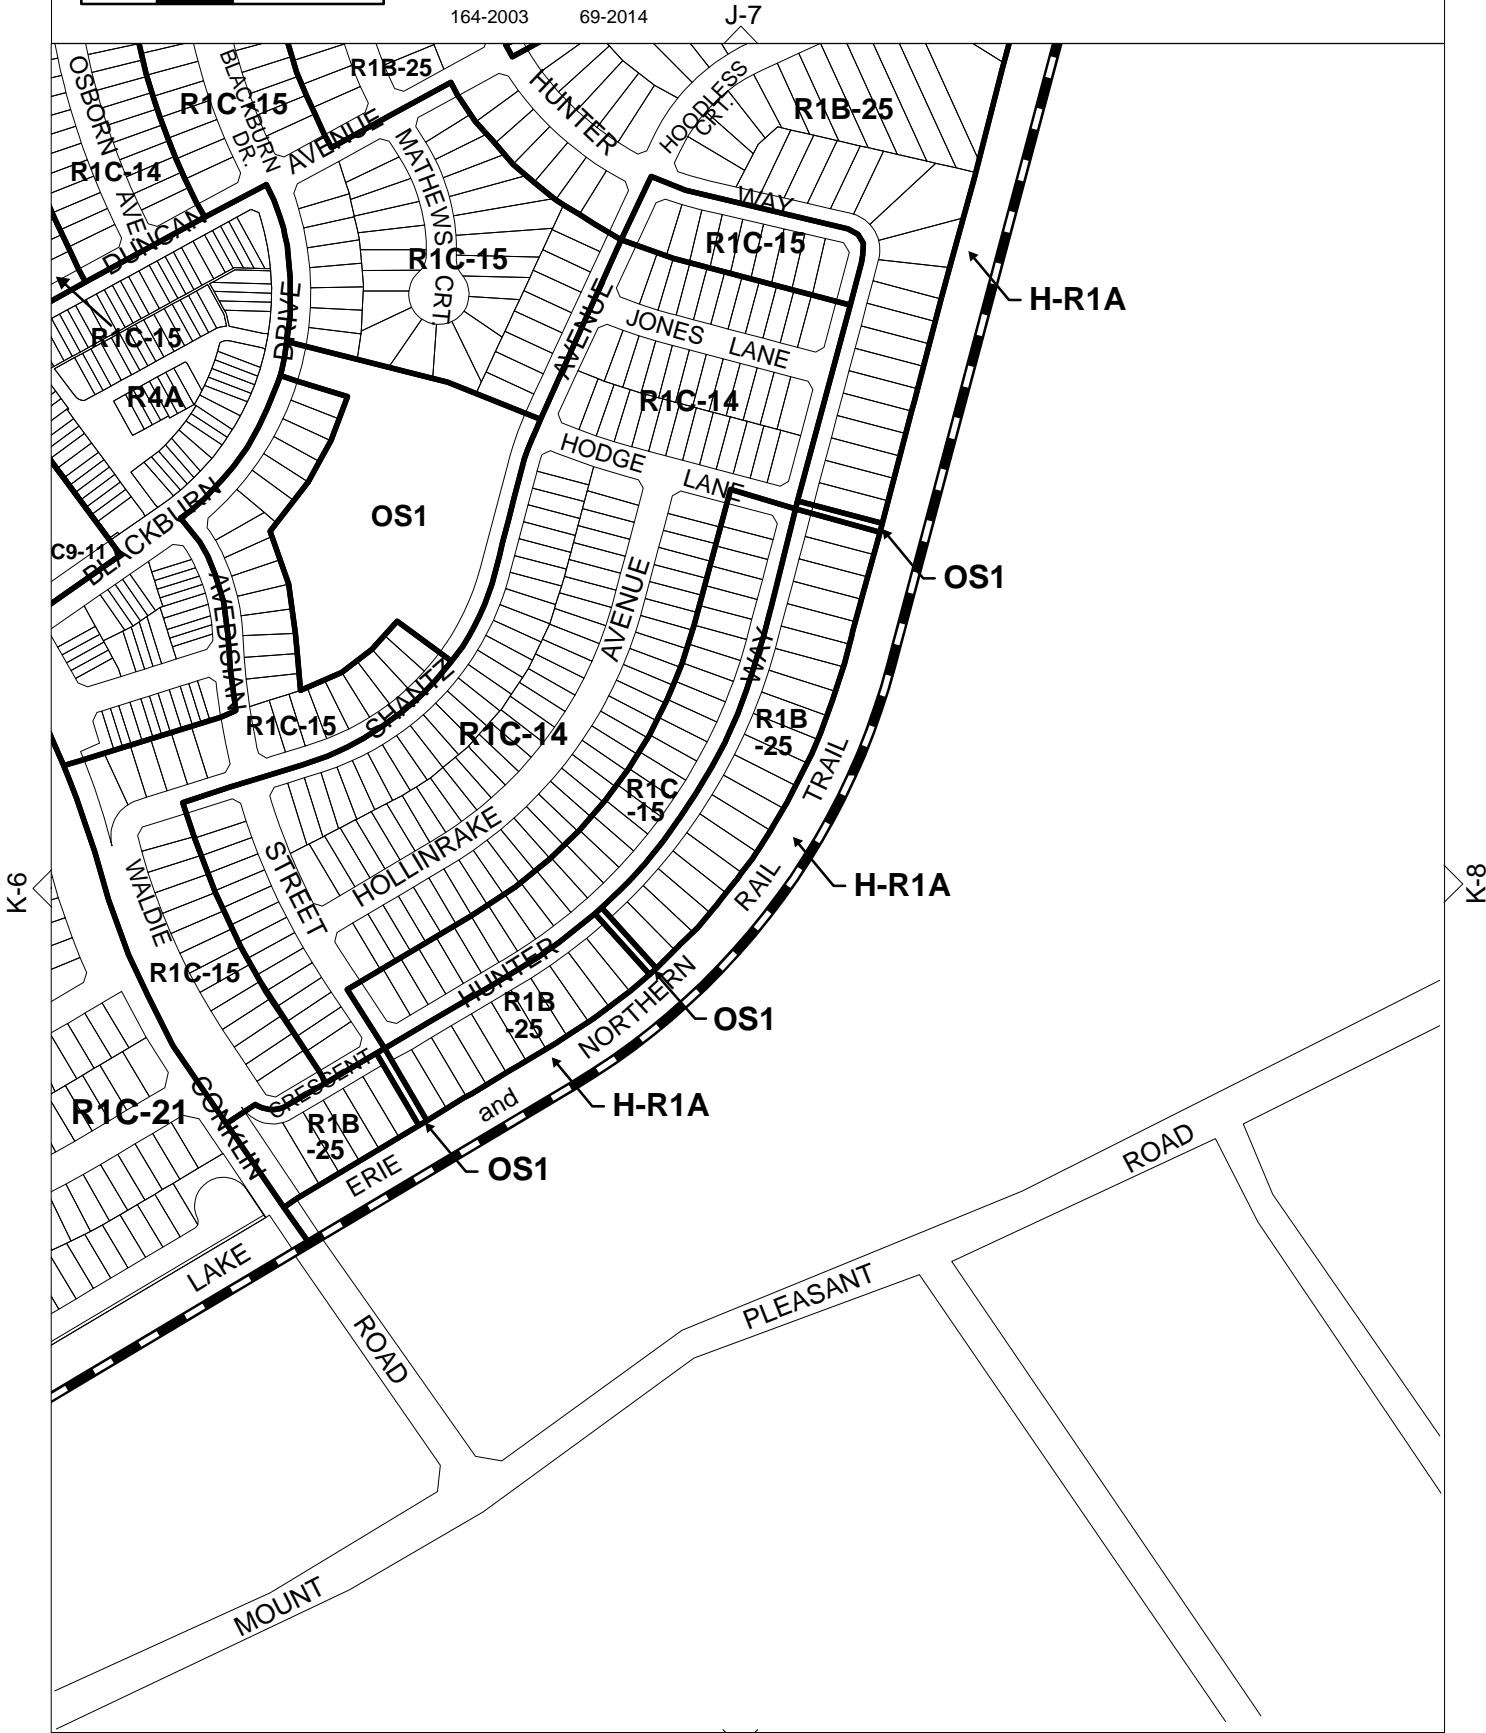 164-2003 69-2014 J-7
OSBORN AVE.
BLACKBURN DR.
R1B-25
HUNTER
HOODLESS CRT.
R1B-25
R1C-15
AVENUE
MATHEWS CRT
R1C-14
DUNCAN
WAY
R1C-15
R1C-15
H-R1A
R1C-15
DRIVE
AVENUE
JONES LANE
R4A
R1C-14
HODGE LANE
OS1
BLACKBURN
C9-11
OS1
AVEDISIAN
AVENUE
WAY
SHANTZ
R1C-15
R1C-14
R1B
-25
TRAIL
R1C
-15
K-6
WALDIE
STREET
HOLLINRAKE
RAIL
H-R1A
K-8
R1C-15
HUNTER
R1B
-25
NORTHERN
OS1
CRESCENT
R1C-21
CONKLIN
R1B
-25
and
H-R1A
ERIE
OS1
ROAD
LAKE
ROAD
PLEASANT
MOUNT